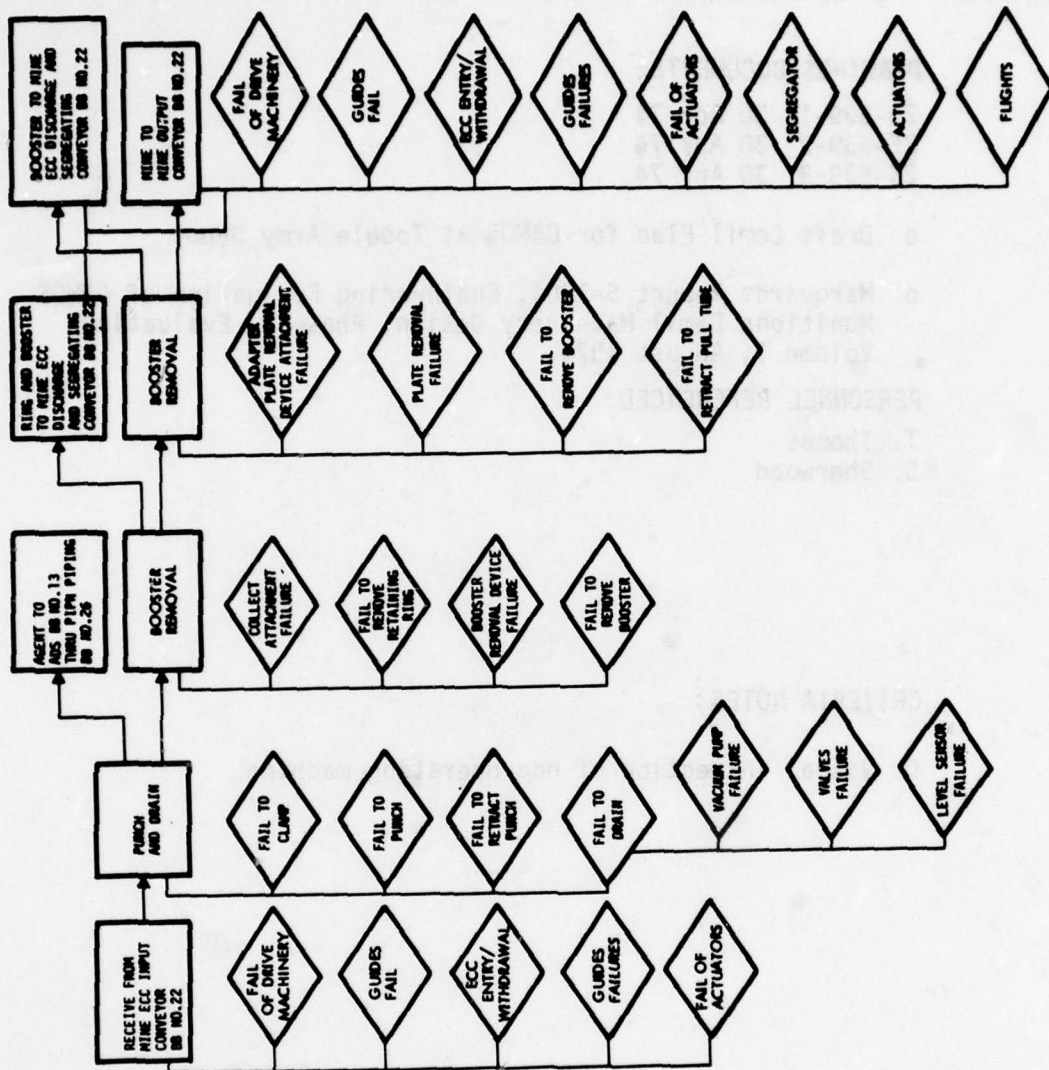 RECEIVE FROM
MINE ECC INPUT
CONVEYOR
BB NO.22
FAIL
OF DRIVE
MACHINERY
GUIDES
FAIL
ECC
ENTRY/
WITHDRAWAL
GUIDES
FAILURES
FAIL OF
ACTUATORS
PUNCH
AND DRAIN
FAIL TO
CLAMP
FAIL TO
PUNCH
FAIL TO
RETRACT
PUNCH
FAIL TO
DRAIN
VACUUM PUMP
FAILURE
VALVES
FAILURE
LEVEL SENSOR
FAILURE
AGENT TO
ADS BB NO.13
THRU PIPM PIPING
BB NO.26
BOOSTER
REMOVAL
COLLECT
ATTACHMENT
FAILURE
FAIL TO
REMOVE
RETAINING
RING
BOOSTER
REMOVAL DEVICE
FAILURE
FAIL TO
REMOVE
BOOSTER
RING AND BOOSTER
TO MINE ECC
DISCHARGE
AND SEGREGATING
CONVEYOR BB NO.22
BOOSTER
REMOVAL
ADAPTER
PLATE REMOVAL
DEVICE ATTACHMENT
FAILURE
PLATE REMOVAL
FAILURE
FAIL TO
REMOVE BOOSTER
FAIL TO
RETRACT PULL TUBE
BOOSTER TO MINE
ECC DISCHARGE AND
SEGREGATING
CONVEYOR BB NO.22
MINE TO
MINE OUTPUT
CONVEYOR BB NO.22
FAIL
OF DRIVE
MACHINERY
GUIDES
FAIL
ECC ENTRY/
WITHDRAWAL
GUIDES
FAILURES
FAIL OF
ACTUATORS
SEGREGATOR
ACTUATORS
FLIGHTS
o Draft Demil Plan for CAMDS at Tooele Army Depot
PERSONNEL REFERENCED
T. Thomas
S. Sherwood
CRITERIA NOTES: